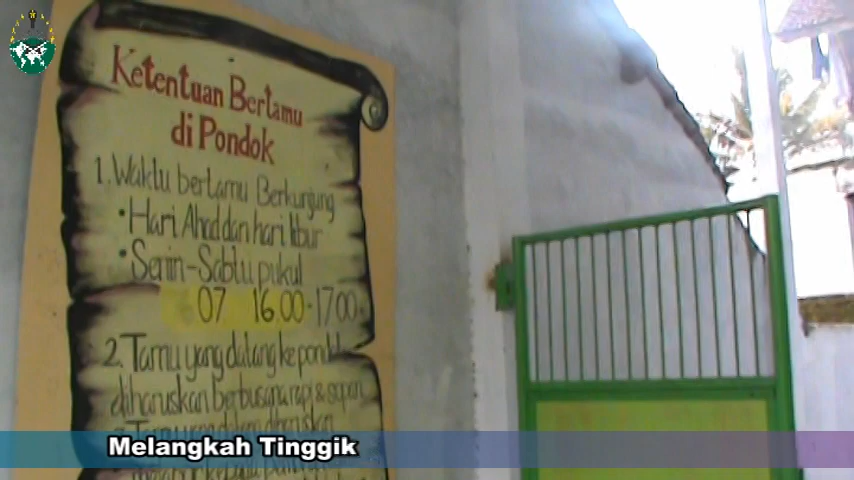 Ketentuan Bertamu
di Pondok
1. Waktu bertamu Berkunjung
• Hari Ahad dan hari libur
• Senin-Sabtu pukul
07 16.00-17.00
2. Tamu yang datang ke pondok
diharuskan berbusana rapi & sopan
Melangkah Tinggik